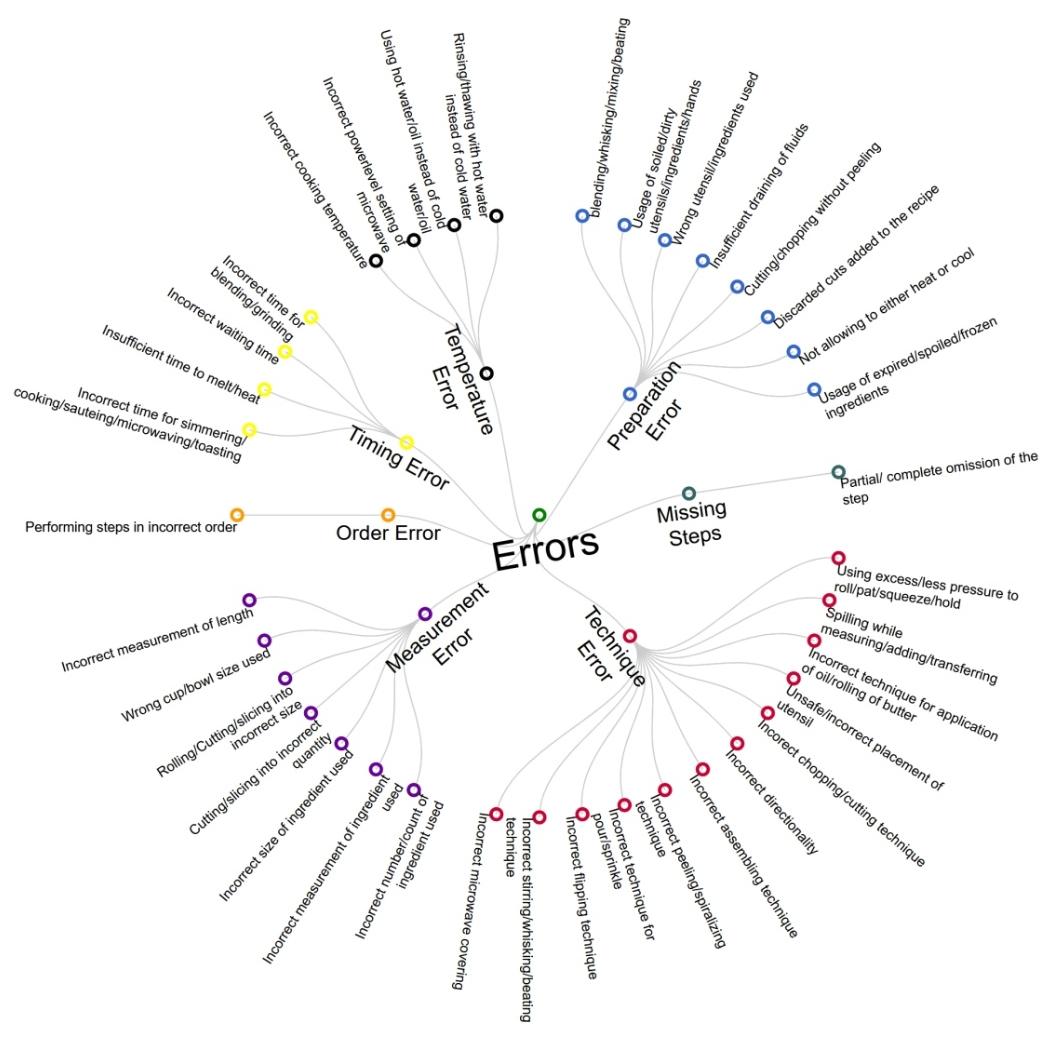 Errors
Temperature
Error
Rinsing/thawing with hot water
instead of cold water
Using hot water/oil instead of cold
water/oil
Incorrect powerlevel setting of
microwave
Incorrect cooking temperature
Timing Error
Incorrect time for
blending/grinding
Incorrect waiting time
Insufficient time to melt/heat
Incorrect time for simmering/
cooking/sauteing/microwaving/toasting
Order Error
Performing steps in incorrect order
Measurement
Error
Incorrect measurement of length
Wrong cup/bowl size used
Rolling/Cutting/slicing into
incorrect size
Cutting/slicing into incorrect
quantity
Incorrect size of ingredient used
Incorrect measurement of ingredient
used
Incorrect number/count of
ingredient used
Technique
Error
Incorrect microwave covering
technique
Incorrect stirring/whisking/beating
Incorrect flipping technique
Incorrect technique for
pour/sprinkle
Incorrect peeling/spiralizing
technique
Incorrect assembling technique
Incorrect directionality
Incorrect chopping/cutting technique
Unsafe/incorrect placement of
utensil
Incorrect technique for application
of oil/rolling of butter
Spilling while
measuring/adding/transferring
Using excess/less pressure to
roll/pat/squeeze/hold
Missing
Steps
Partial/ complete omission of the
step
Preparation
Error
Usage of expired/spoiled/frozen
ingredients
Not allowing to either heat or cool
Discarded cuts added to the recipe
Cutting/chopping without peeling
Insufficient draining of fluids
Wrong utensil/ingredients used
Usage of soiled/dirty
utensils/ingredients/hands
blending/whisking/mixing/beating